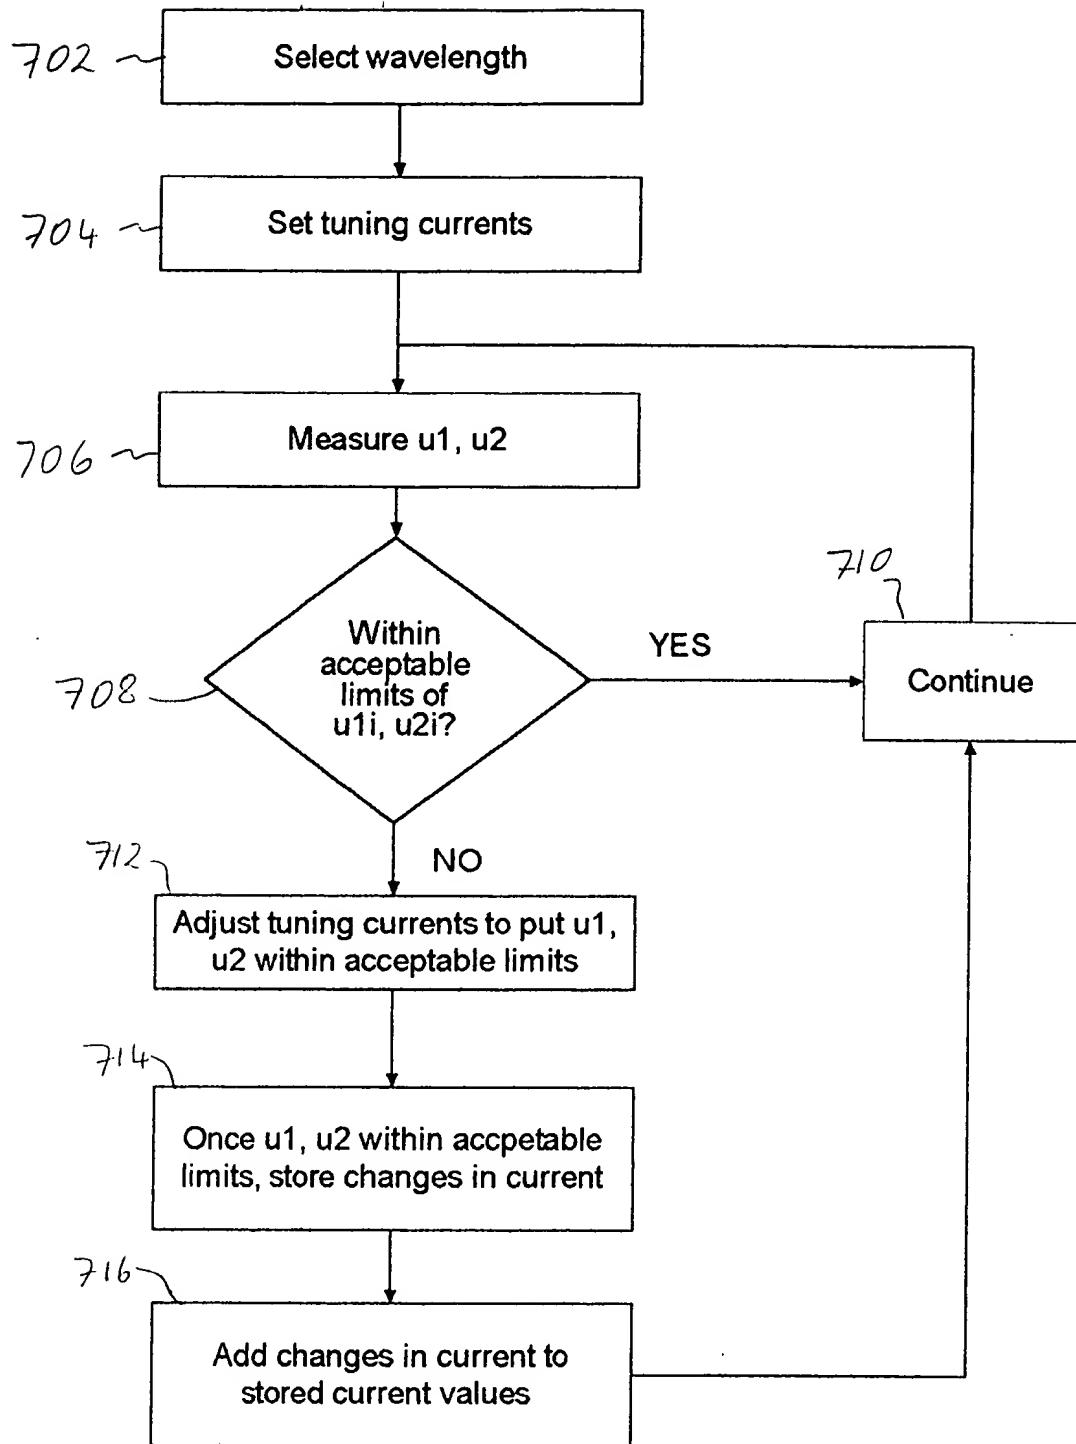 702
Select wavelength
704
Set tuning currents
706
Measure u1, u2
708
Within
acceptable
limits of
u1i, u2i?
YES
710
Continue
NO
712
Adjust tuning currents to put u1,
u2 within acceptable limits
714
Once u1, u2 within accpetable
limits, store changes in current
716
Add changes in current to
stored current values